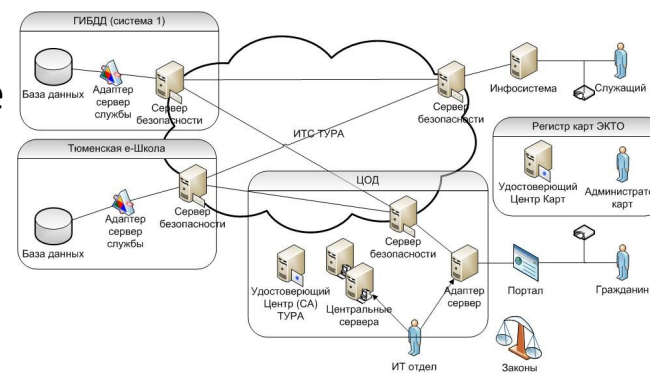 ГИБДД (система 1)
База данных
Адаптер
сервер
службы
Сервер
безопасности
Сервер
безопасности
Инфосистема
Служащий
ИТС ТУРА
Тюменская е-Школа
База данных
Адаптер
сервер
службы
Сервер
безопасности
Регистр карт ЭКТО
Удостоверяющий
Центр Карт
Администрато
карт
ЦОД
Сервер
безопасности
Удостоверяющий
Центр (CA)
ТУРА
Центральные
сервера
Адаптер
сервер
Портал
Гражданин
ИТ отдел
Законы